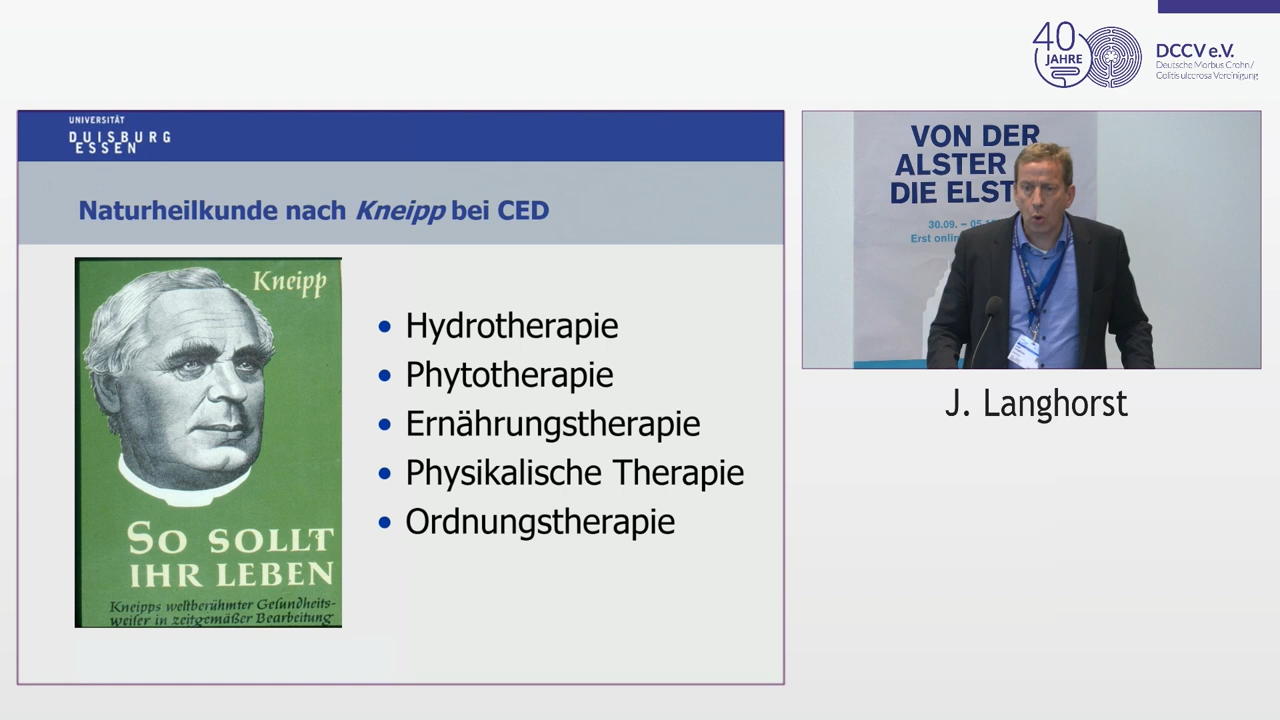 40
JAHRE
DCCV e.V.
Deutsche Morbus Crohn /
Colitis ulcerosa Vereinigung
UNIVERSITÄT
DUISBURG
ESSEN
Naturheilkunde nach Kneipp bei CED
Kneipp
SO SOLLT
IHR LEBEN
Kneipps weltberühmter Gesundheits-
weiser in zeitgemäßer Bearbeitung
• Hydrotherapie
• Phytotherapie
• Ernährungstherapie
• Physikalische Therapie
• Ordnungstherapie
VON DER
ALSTER
DIE ELST
30.09. – 05.
Erst onlin
J. Langhorst